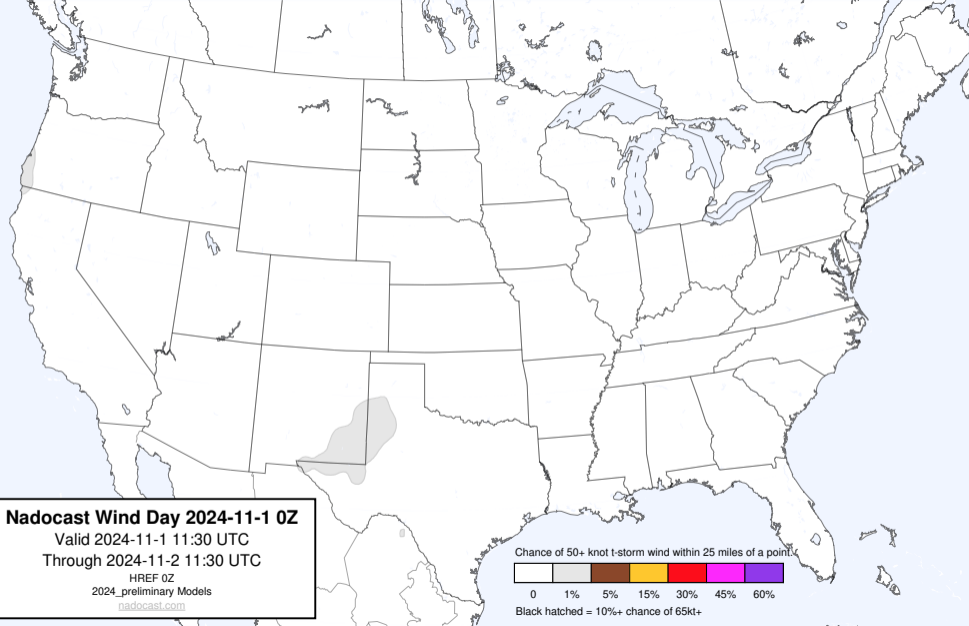 Nadocast Wind Day 2024-11-1 0Z
Valid 2024-11-1 11:30 UTC
Through 2024-11-2 11:30 UTC
HREF 0Z
2024_preliminary Models
nadocast.com
Chance of 50+ knot t-storm wind within 25 miles of a point.
0 1% 5% 15% 30% 45% 60%
Black hatched = 10%+ chance of 65kt+